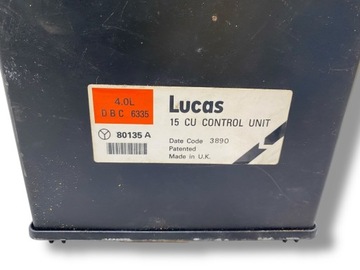 4.0L
DBC 6335
80135 A
Lucas
15 CU CONTROL UNIT
Date Code 3890
Patented
Made in U.K.